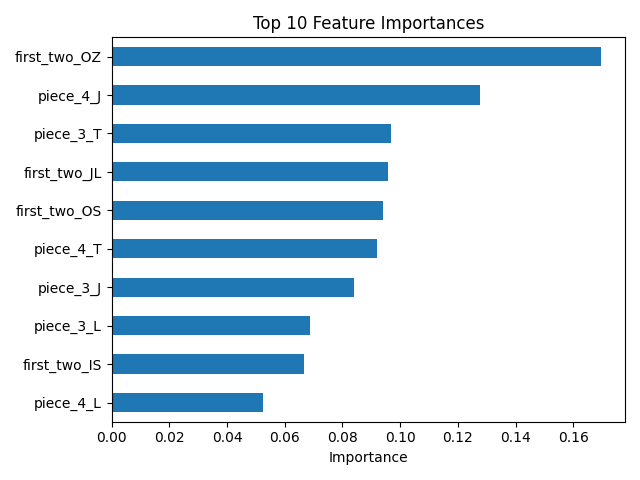 Top 10 Feature Importances
first_two_OZ
piece_4_J
piece_3_T
first_two_JL
first_two_OS
piece_4_T
piece_3_J
piece_3_L
first_two_IS
piece_4_L
0.00 0.02 0.04 0.06 0.08 0.10 0.12 0.14 0.16
Importance